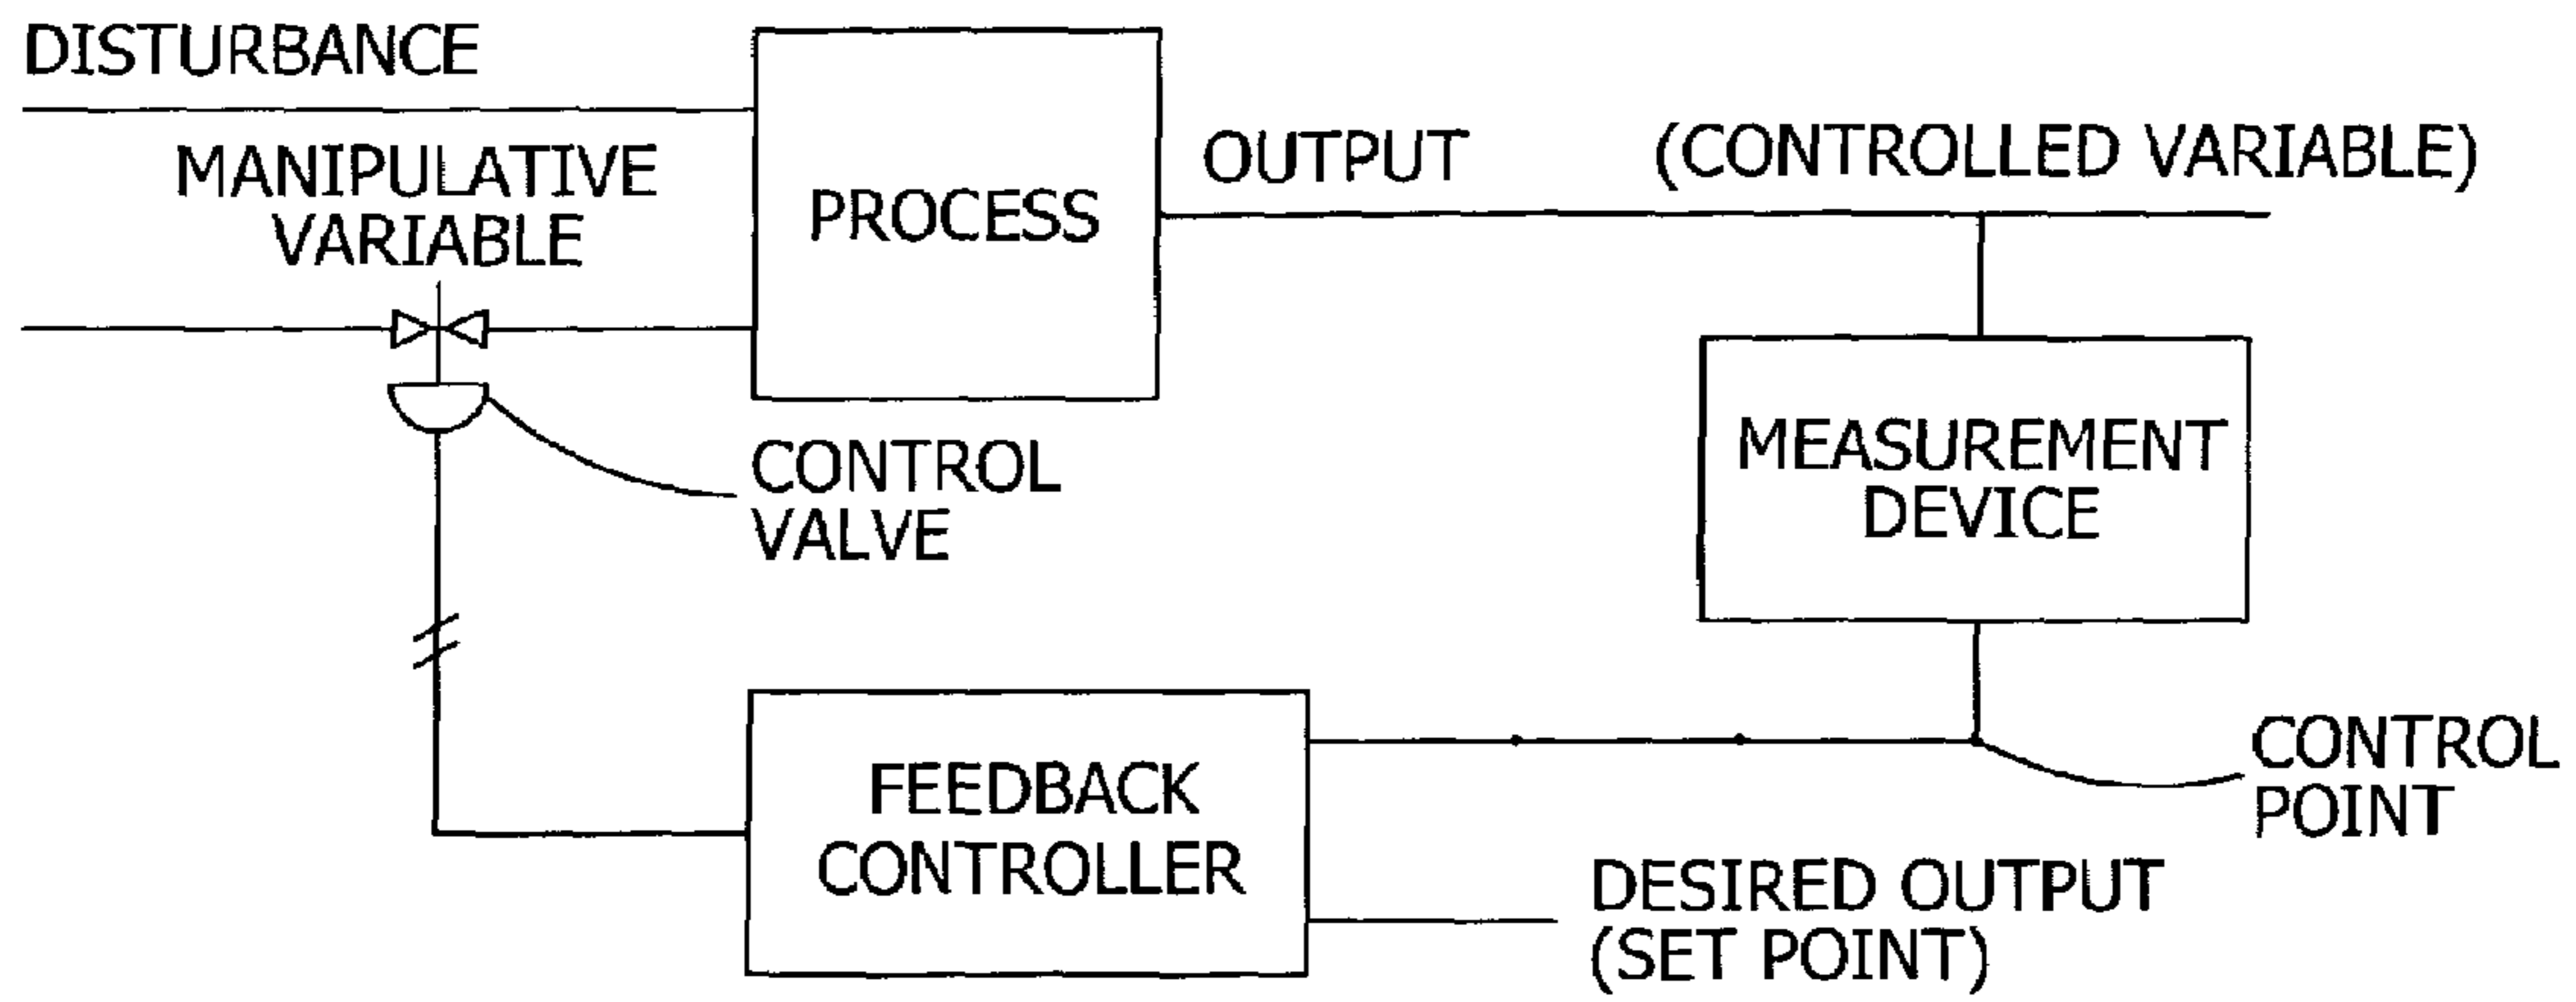 DISTURBANCE
MANIPULATIVE
VARIABLE
PROCESS
OUTPUT
(CONTROLLED VARIABLE)
CONTROL
VALVE
MEASUREMENT
DEVICE
FEEDBACK
CONTROLLER
CONTROL
POINT
DESIRED OUTPUT
(SET POINT)